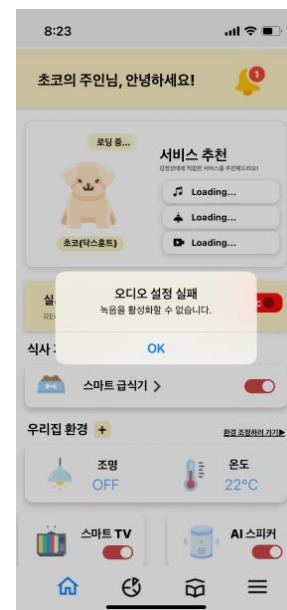 8:23
초코의 주인님, 안녕하세요!
1
로딩 중...
서비스 추천
Loading...
Loading...
Loading...
초코(닥스훈트)
실
RE
오디오 설정 실패
녹음을 활성화할 수 없습니다.
OK
식사
스마트 급식기 >
우리집 환경 +
환경 조정하러 가기▶
조명
OFF
온도
22°C
스마트 TV
AI 스피커